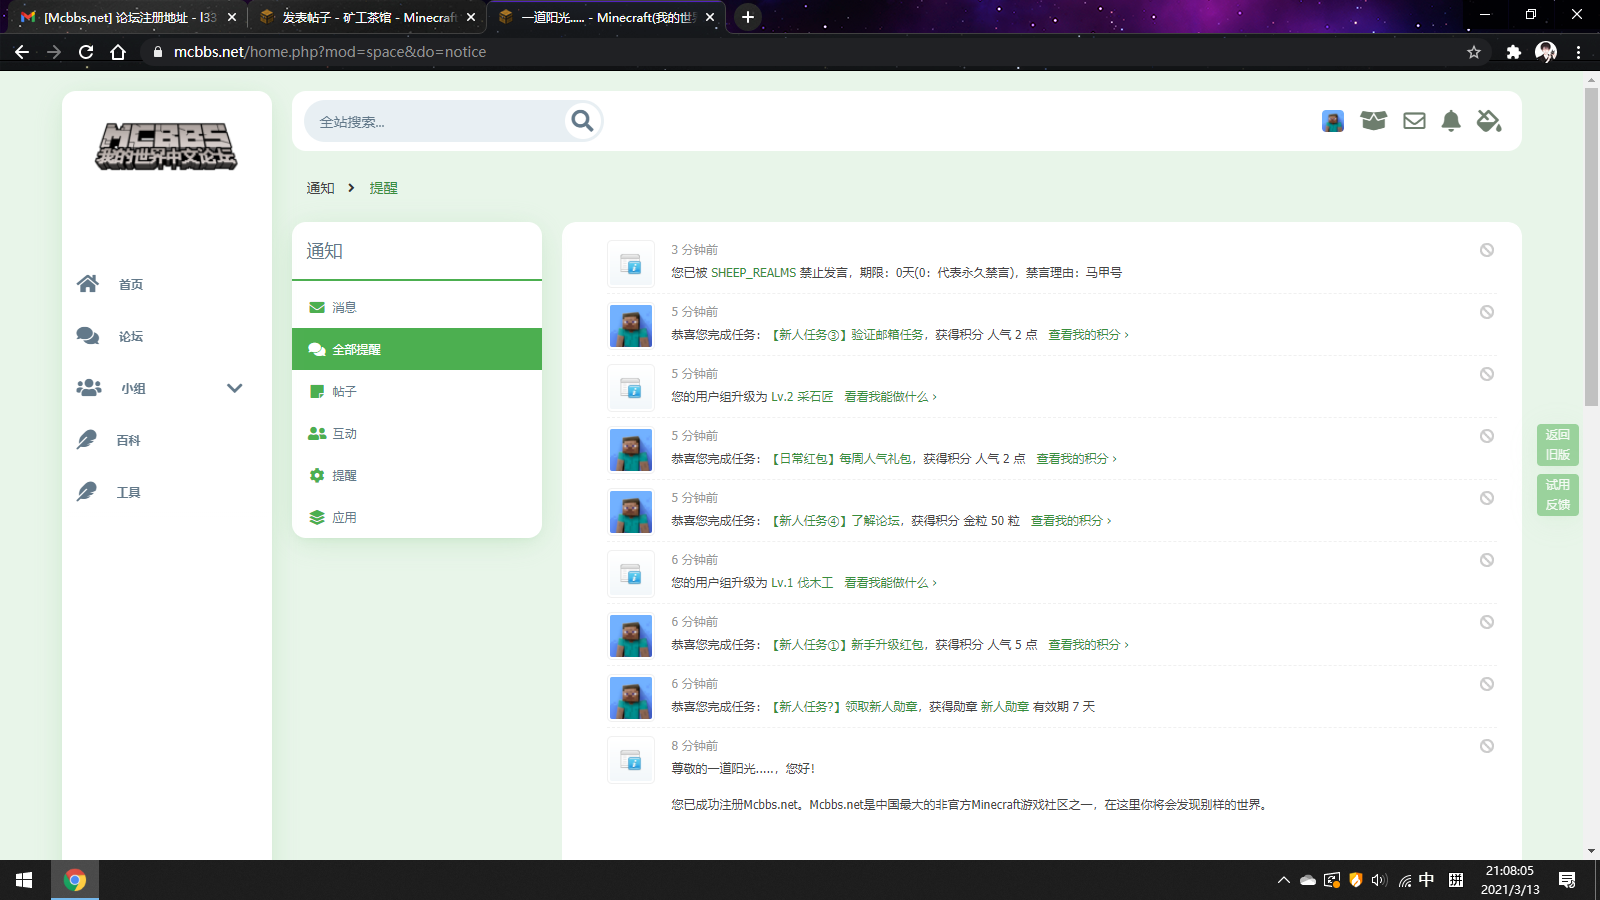 [Mcbbs.net] 论坛注册地址 - l33
发表帖子 - 矿工茶馆 - Minecraft
一道阳光..... - Minecraft(我的世界
mcbbs.net/home.php?mod=space&do=notice
MCBBS
我的世界中文论坛
全站搜索...
通知 > 提醒
首页
论坛
小组
百科
工具
通知
消息
全部提醒
帖子
互动
提醒
应用
3 分钟前
您已被 SHEEP_REALMS 禁止发言，期限：0天(0：代表永久禁言)，禁言理由：马甲号
5 分钟前
恭喜您完成任务：【新人任务③】验证邮箱任务，获得积分 人气 2 点 查看我的积分 ›
5 分钟前
您的用户组升级为 Lv.2 采石匠 看看我能做什么 ›
5 分钟前
恭喜您完成任务：【日常红包】每周人气礼包，获得积分 人气 2 点 查看我的积分 ›
5 分钟前
恭喜您完成任务：【新人任务④】了解论坛，获得积分 金粒 50 粒 查看我的积分 ›
6 分钟前
您的用户组升级为 Lv.1 伐木工 看看我能做什么 ›
6 分钟前
恭喜您完成任务：【新人任务①】新手升级红包，获得积分 人气 5 点 查看我的积分 ›
6 分钟前
恭喜您完成任务：【新人任务?】领取新人勋章，获得勋章 新人勋章 有效期 7 天
8 分钟前
尊敬的一道阳光.....，您好！
您已成功注册Mcbbs.net。Mcbbs.net是中国最大的非官方Minecraft游戏社区之一，在这里你将会发现别样的世界。
返回
旧版
试用
反馈
中
拼
21:08:05
2021/3/13